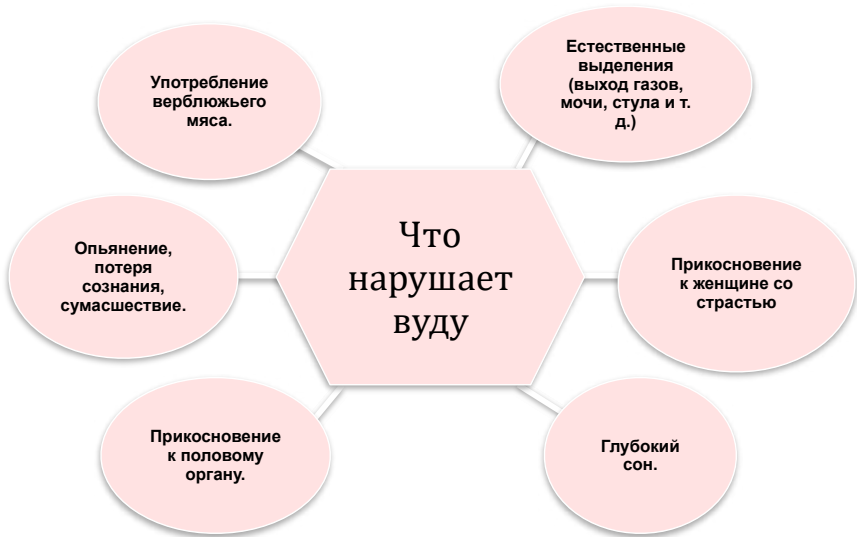 Что
нарушает
вуду
Естественные
выделения
(выход газов,
мочи, стула и т.
д.)
Прикосновение
к женщине со
страстью
Глубокий
сон.
Прикосновение
к половому
органу.
Опьянение,
потеря
сознания,
сумасшествие.
Употребление
верблюжьего
мяса.